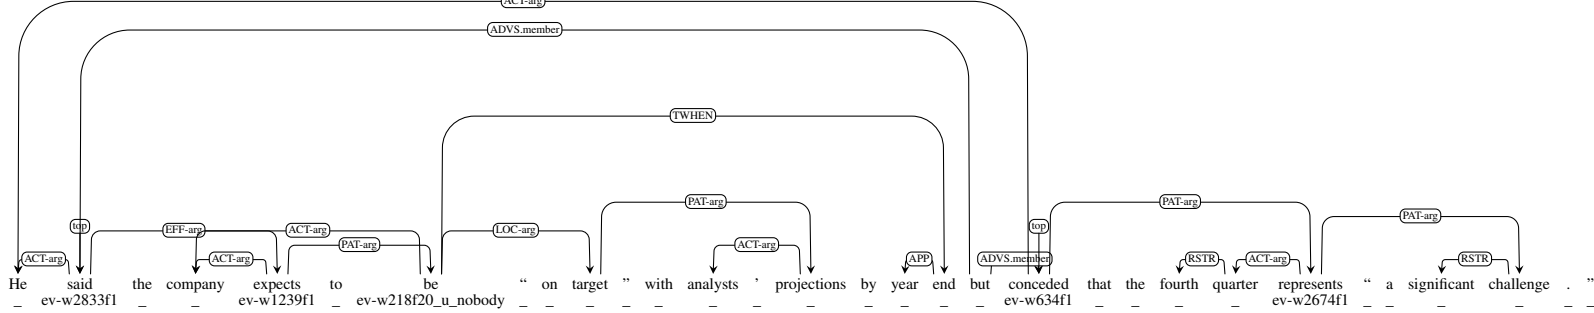 ACT-arg
ADVS.member
TWHEN
PAT-arg PAT-arg
PAT-arg
top EFF-arg ACT-arg LOC-arg top
PAT-arg ACT-arg
ACT-arg ACT-arg APP ADVS.member RSTR ACT-arg RSTR
He said the company expects to be “ on target ” with analysts ’ projections by year end but conceded that the fourth quarter represents “ a significant challenge . ”
_ ev-w2833f1 _ _ ev-w1239f1 _ ev-w218f20_u_nobody _ _ _ _ _ _ _ _ _ _ _ _ ev-w634f1 _ _ _ _ ev-w2674f1 _ _ _ _ _ _